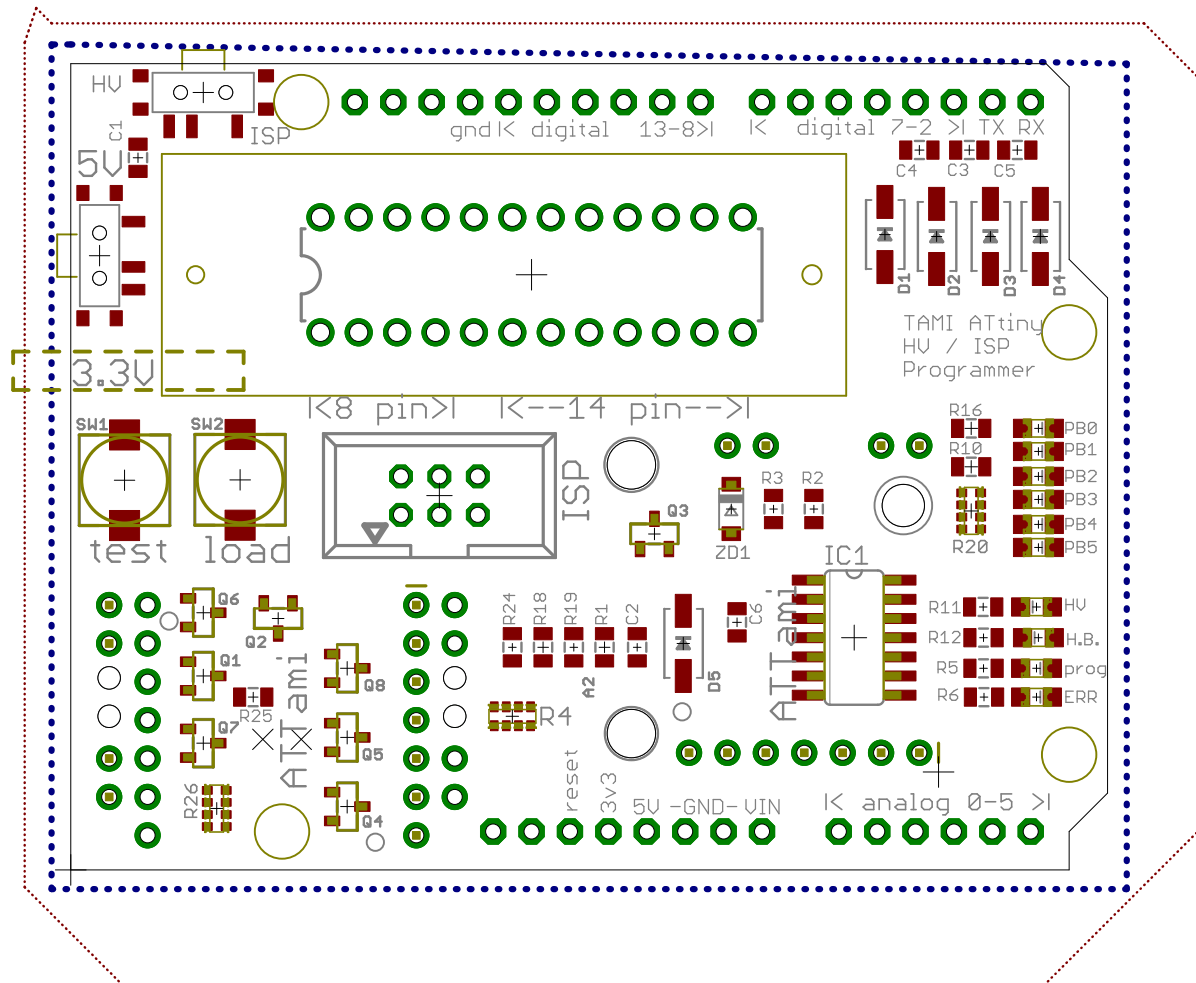 HV
C1
ISP
gnd|< digital 13-8>|
|< digital 7-2 >| TX RX
5V
C4
C3
C5
D1
D2
D3
D4
TAMI ATtiny
HV / ISP
Programmer
3.3V
|<8 pin>|
|<--14 pin-->|
SW1
SW2
test
load
ISP
R16
R10
R20
PB0
PB1
PB2
PB3
PB4
PB5
R3
R2
Q3
ZD1
IC1
Q6
Q2
Q1
Q8
R25
Q7
Q5
R26
Q4
ATTami
R24
R18
R19
R1
C2
C6
A2
D5
R4
ATTami
R11
HV
R12
H.B.
R5
prog
R6
ERR
reset
3v3
5V -GND- VIN
|< analog 0-5 >|